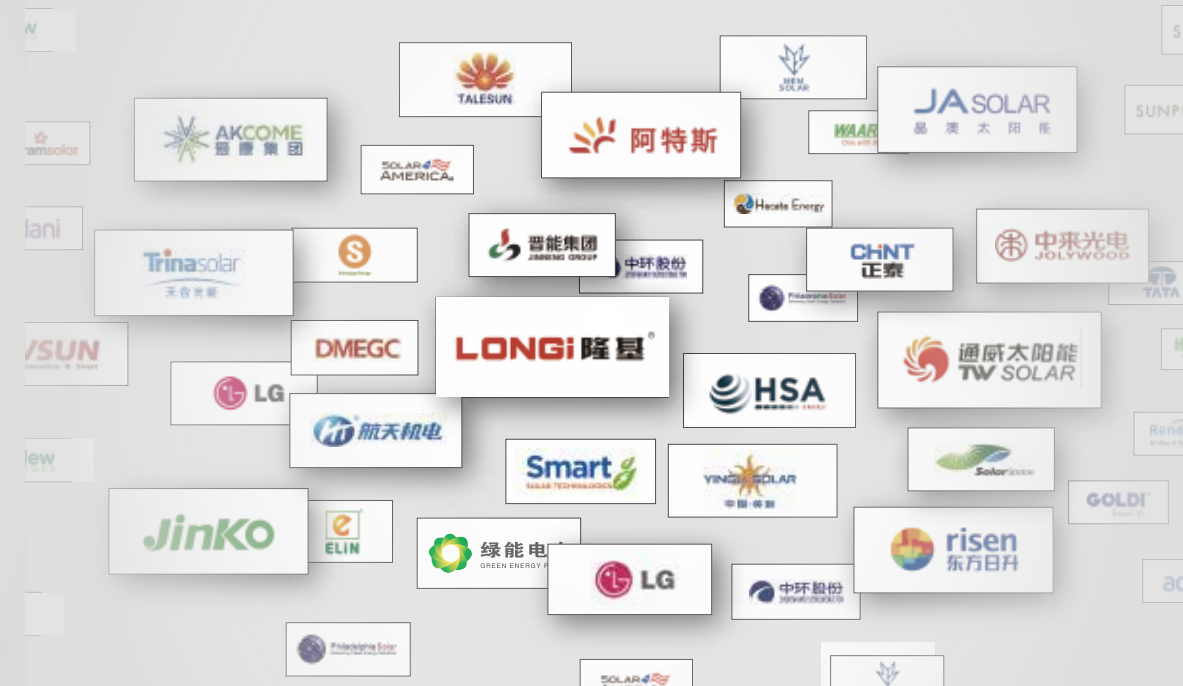 TALESUN
SOLAR
JA SOLAR
晶 澳 太 阳 能
AKCOME
爱康集团
阿特斯
WAAR
SUNP
ramsolar
SOLAR4
AMERICA
Hecate Energy
lani
晋能集团
JINNENG GROUP
中环股份
CHINT
正泰
中来光电
JOLYWOOD
Trinasolar
天合光能
S
TATA
Philadelphia Solar
VSUN
DMEGC
LONGi 隆基®
通威太阳能
TW SOLAR
LG
HSA
航天机电
Smart
SOLAR TECHNOLOGIES
SolarSpace
GOLDI
JinKO
ELiN
绿能电
GREEN ENERGY P
LG
中环股份
risen
东方日升
Philadelphia Solar
SOLAR4